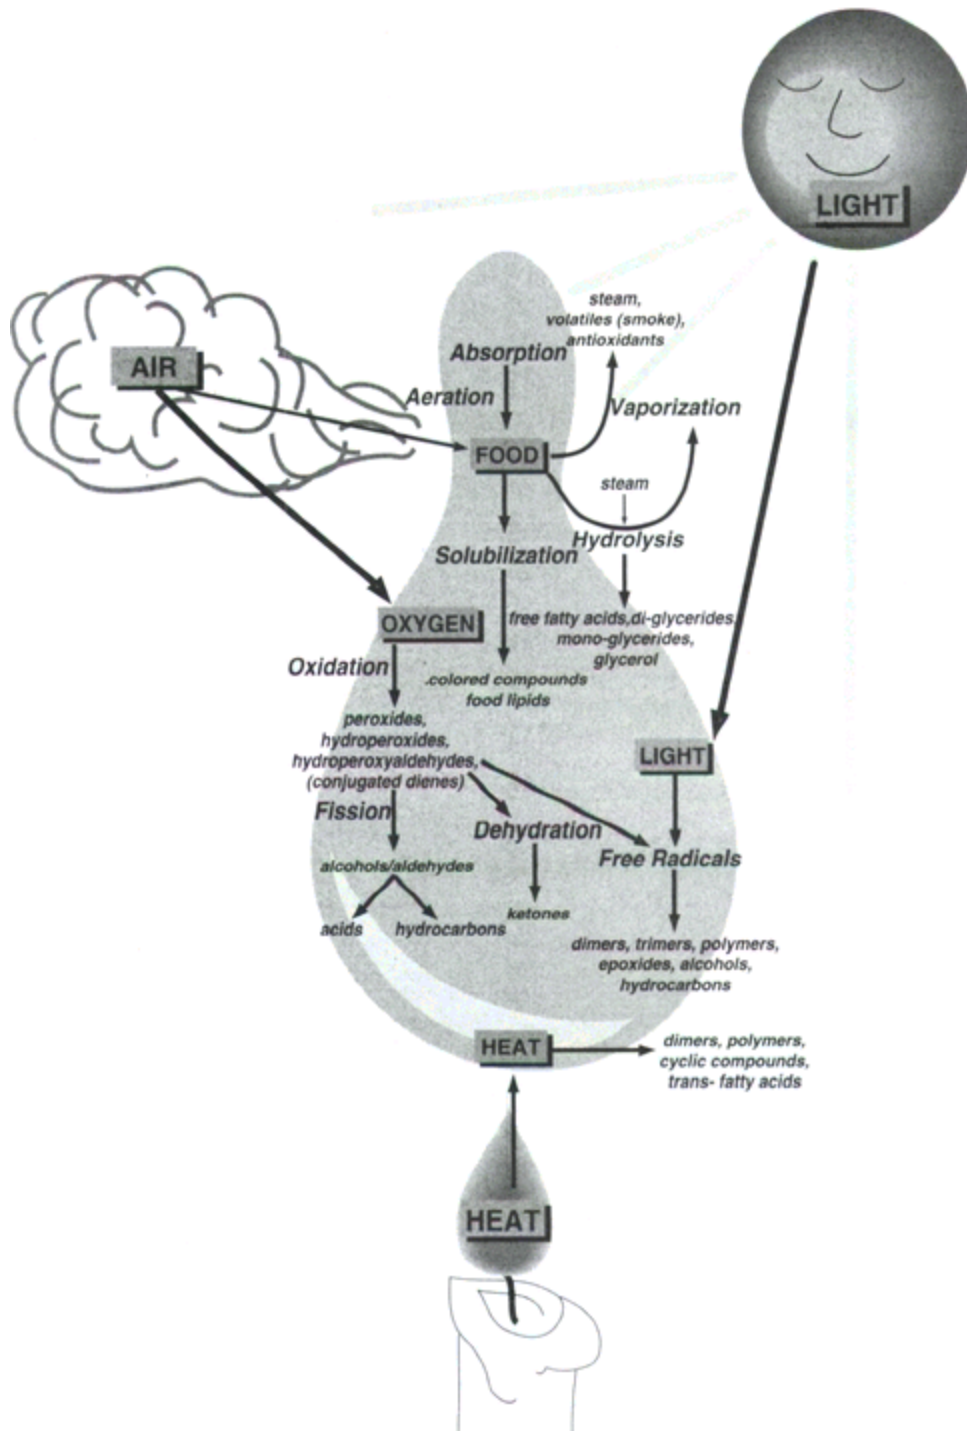 LIGHT
steam,
volatiles (smoke),
antioxidants
Absorption
AIR
Aeration
Vaporization
FOOD
steam
Hydrolysis
Solubilization
free fatty acids,di-glycerides,
mono-glycerides,
glycerol
OXYGEN
Oxidation
.colored compounds
food lipids
peroxides,
hydroperoxides,
hydroperoxyaldehydes,
(conjugated dienes)
LIGHT
Fission
Dehydration
Free Radicals
alcohols/aldehydes
ketones
acids
hydrocarbons
dimers, trimers, polymers,
epoxides, alcohols,
hydrocarbons
HEAT
dimers, polymers,
cyclic compounds,
trans- fatty acids
HEAT